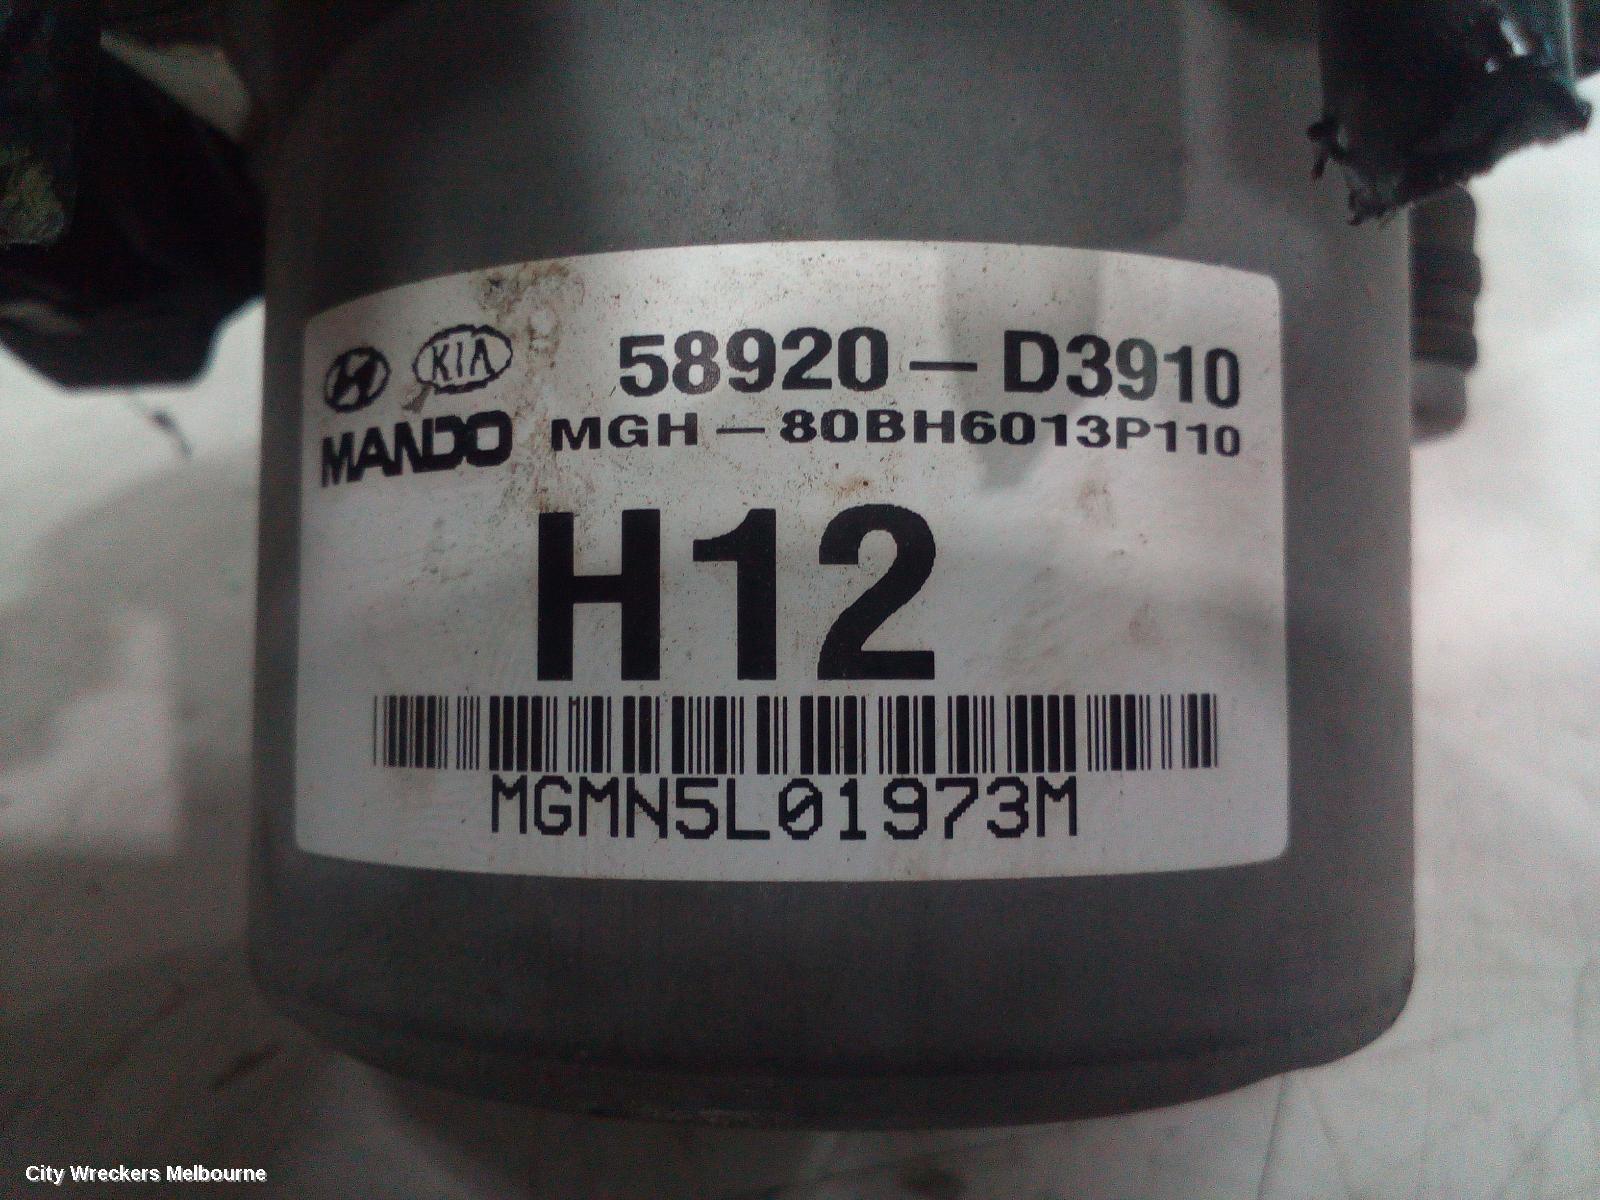 KIA 58920-D3910
MANDO MGH-80BH6013P110
H12
MGMN5L01973M
City Wreckers Melbourne